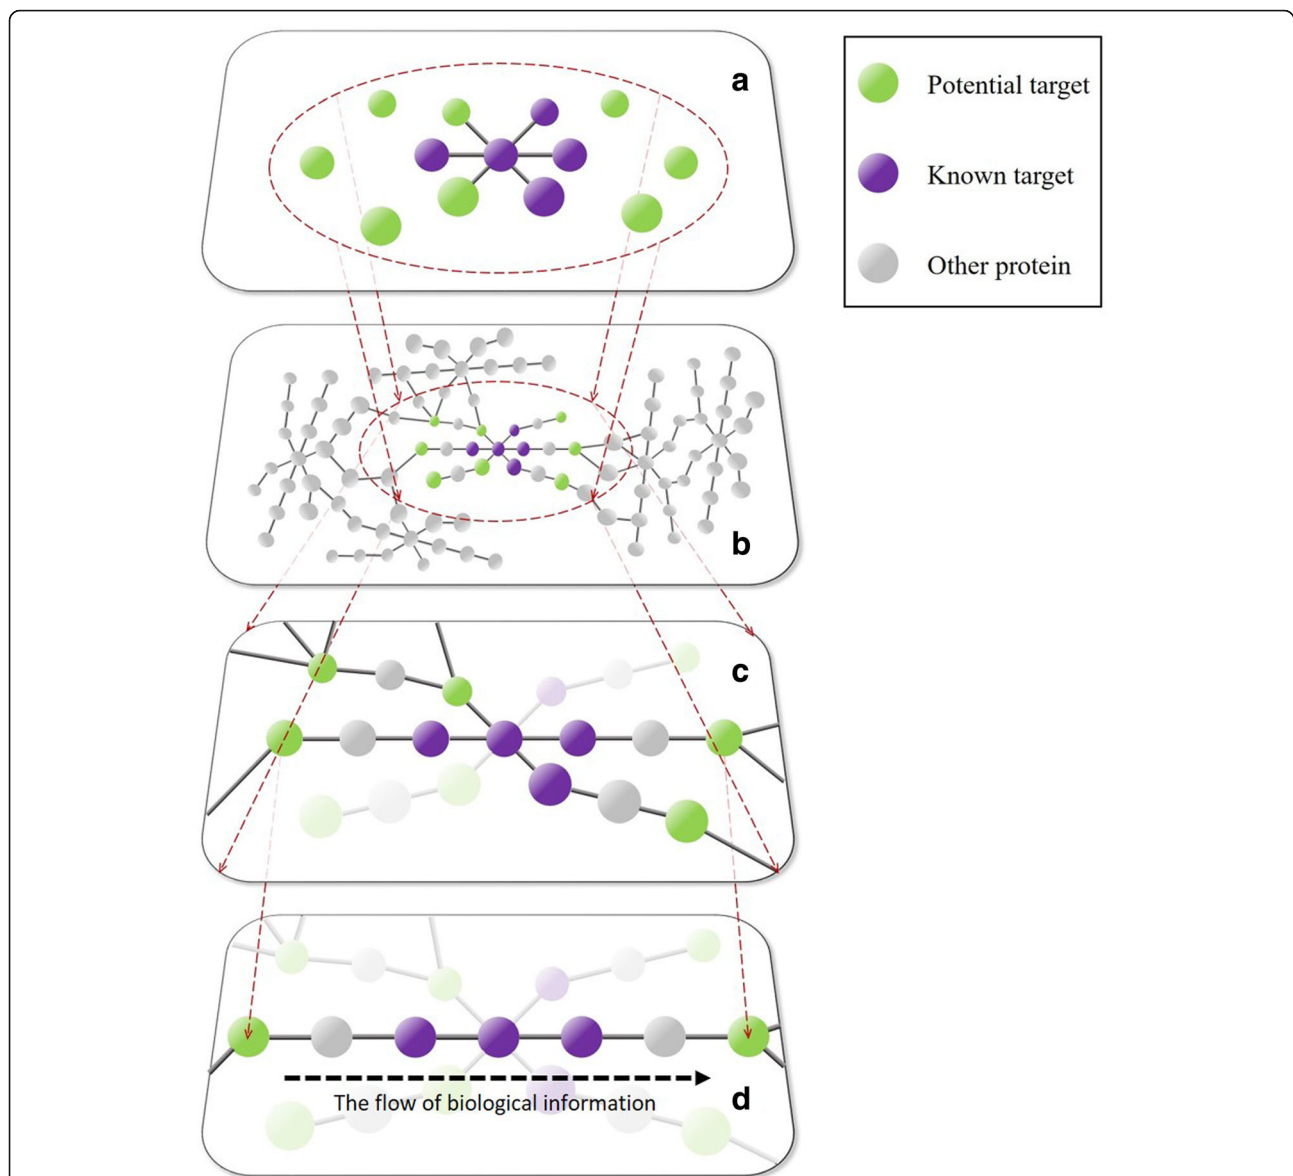 a
Potential target
Known target
Other protein
b
c
The flow of biological information
d